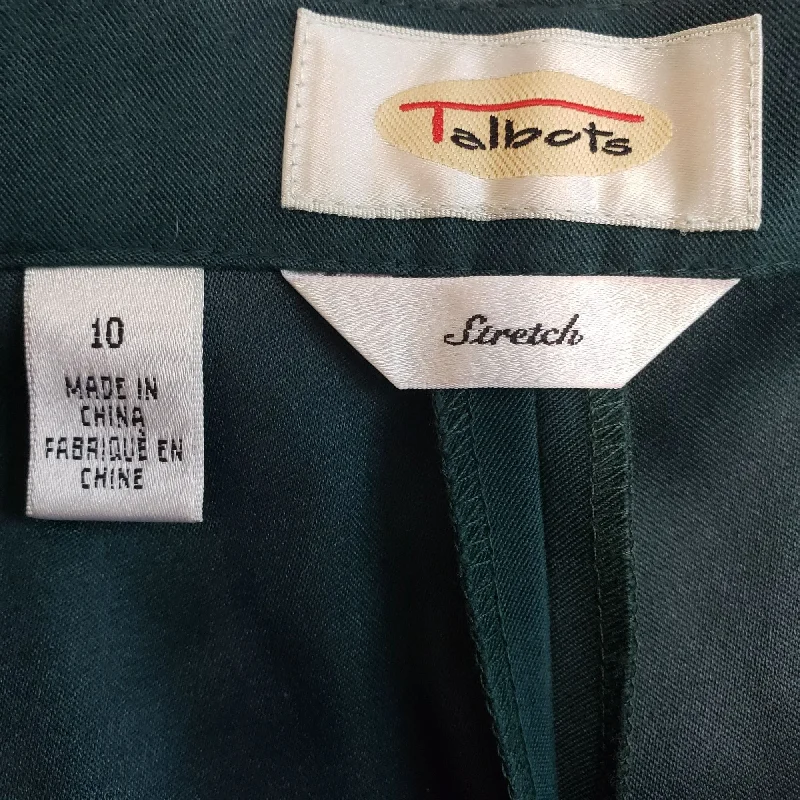 Talbots
Stretch
10
MADE IN
CHINA
FABRIQUÉ EN
CHINE